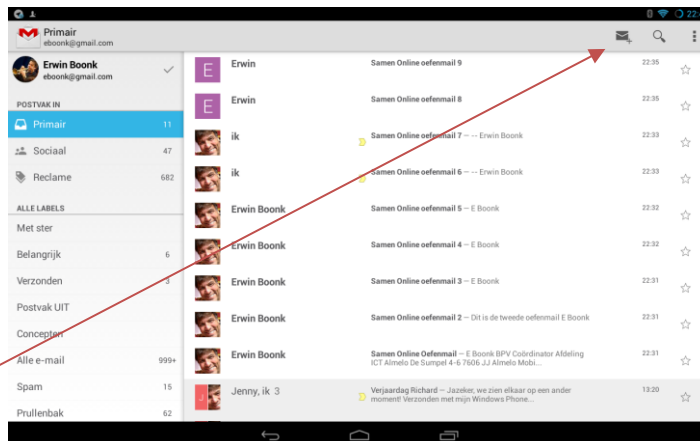 22:
Primair
eboonk@gmail.com
Erwin Boonk
eboonk@gmail.com
POSTVAK IN
Primair 11
Sociaal 47
Reclame 682
ALLE LABELS
Met ster
Belangrijk 6
Verzonden 3
Postvak UIT
Concepten
Alle e-mail 999+
Spam 15
Prullenbak 62
E Erwin Samen Online oefenmail 9 22:35
E Erwin Samen Online oefenmail 8 22:35
ik Samen Online oefenmail 7 – -- Erwin Boonk 22:33
ik Samen Online oefenmail 6 – -- Erwin Boonk 22:33
Erwin Boonk Samen Online oefenmail 5 – E Boonk 22:32
Erwin Boonk Samen Online oefenmail 4 – E Boonk 22:32
Erwin Boonk Samen Online oefenmail 3 – E Boonk 22:31
Erwin Boonk Samen Online oefenmail 2 – Dit is de tweede oefenmail E Boonk 22:31
Erwin Boonk Samen Online Oefenmail – E Boonk BPV Coördinator Afdeling 22:31
ICT Almelo De Sumpel 4-6 7606 JJ Almelo Mobi...
J Jenny, ik 3 Verjaardag Richard – Jazeker, we zien elkaar op een ander 13:20
moment! Verzonden met mijn Windows Phone...